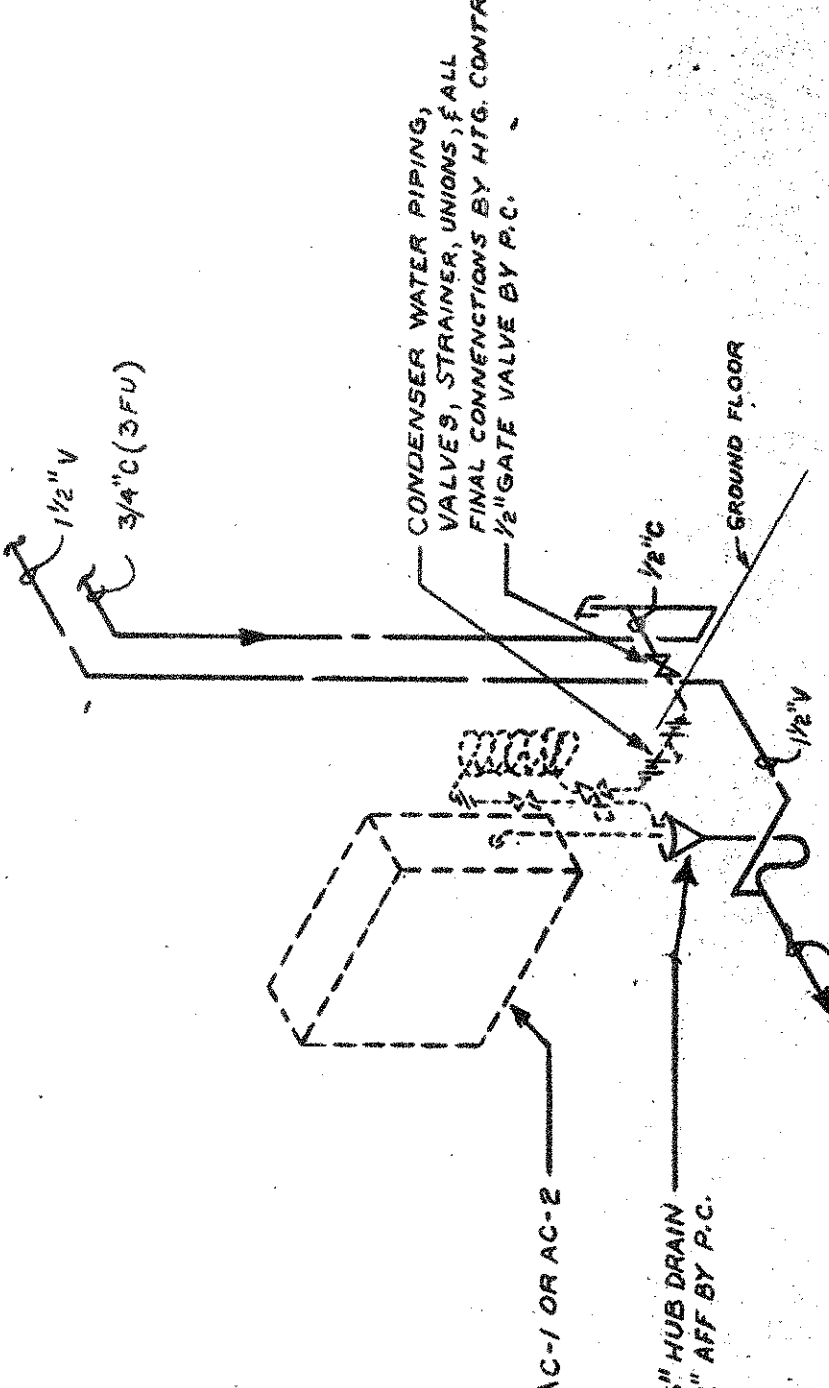 1½"V
3/4"C(3FU)
CONDENSER WATER PIPING,
VALVES, STRAINER, UNIONS, & ALL
FINAL CONNENCTIONS BY HTG. CONTR
½"GATE VALVE BY P.C.
GROUND FLOOR
½"C
1½"V
AC-1 OR AC-2
" HUB DRAIN
" AFF BY P.C.